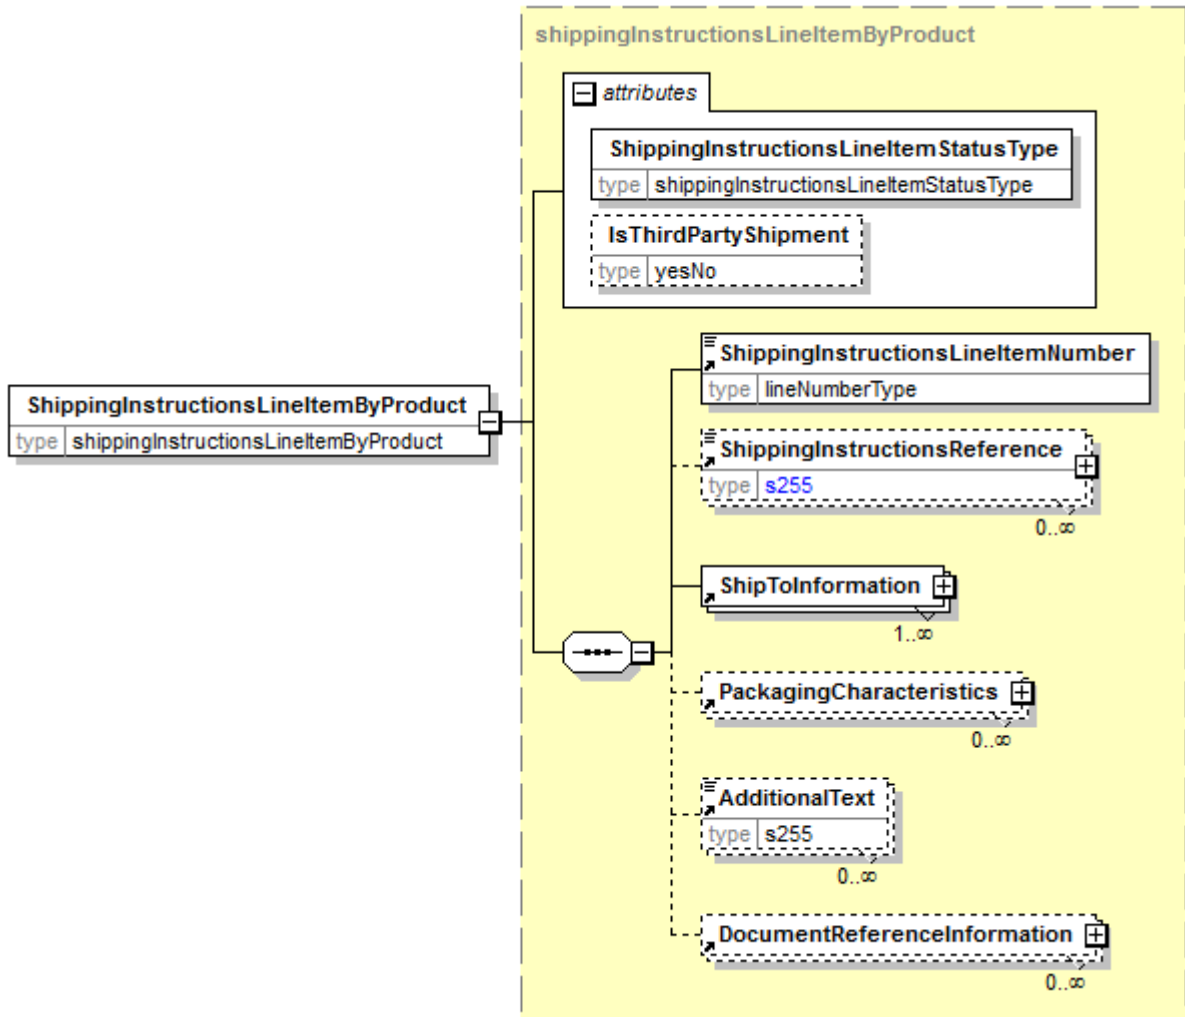 shippingInstructionsLineItemByProduct
attributes
ShippingInstructionsLineItemStatusType
type shippingInstructionsLineItemStatusType
IsThirdPartyShipment
type yesNo
ShippingInstructionsLineItemNumber
type lineNumberType
ShippingInstructionsLineItemByProduct
type shippingInstructionsLineItemByProduct
ShippingInstructionsReference
type s255
0..∞
ShipToInformation
1..∞
PackagingCharacteristics
0..∞
AdditionalText
type s255
0..∞
DocumentReferenceInformation
0..∞